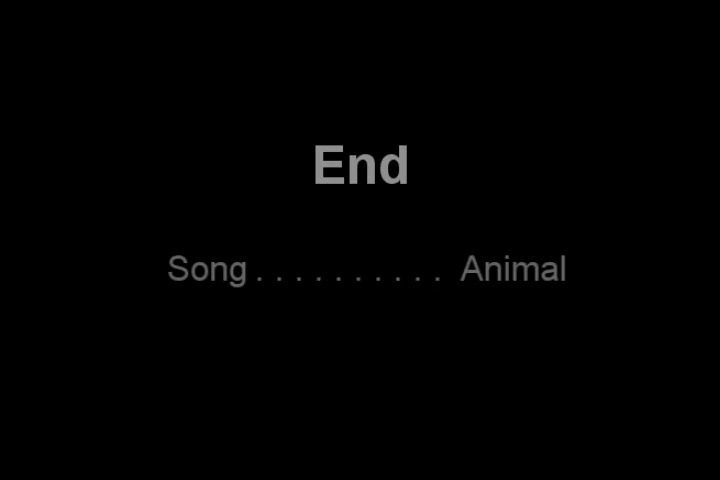 End
Song . . . . . . . . . . Animal